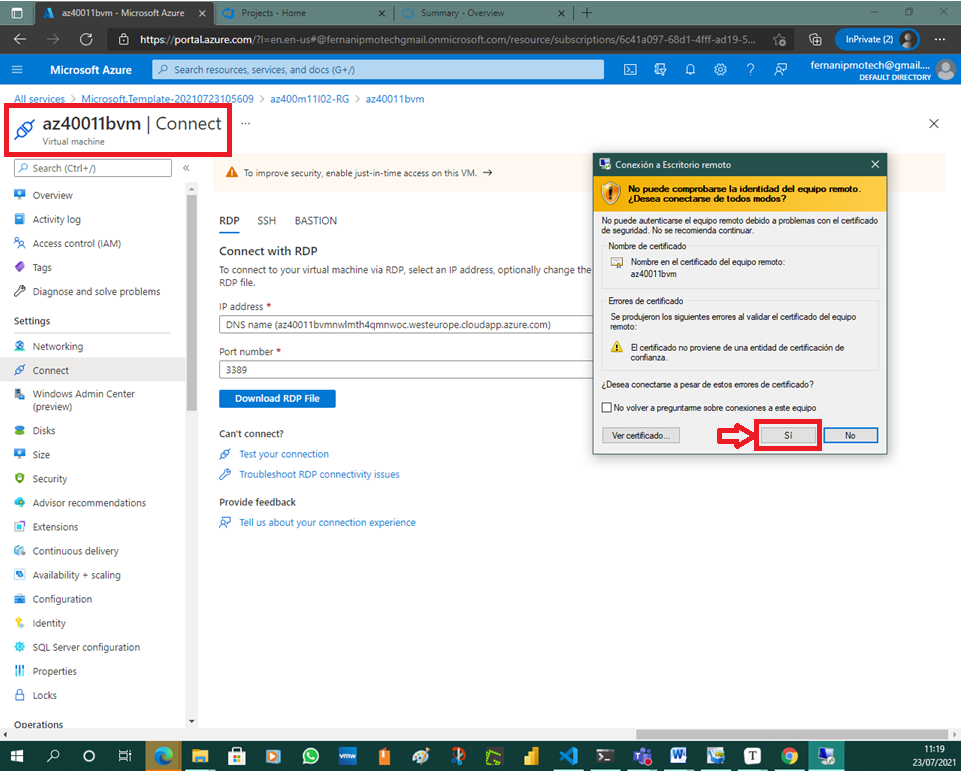 az40011bvm - Microsoft Azure
Projects - Home
Summary - Overview
https://portal.azure.com/?l=en.en-us#@fernanipmotechgmail.onmicrosoft.com/resource/subscriptions/6c41a097-68d1-4fff-ad19-5...
InPrivate (2)
Microsoft Azure
Search resources, services, and docs (G+/)
fernanipmotech@gmail....
DEFAULT DIRECTORY
All services > Microsoft.Template-20210723105609 > az400m11l02-RG > az40011bvm
az40011bvm | Connect ...
Virtual machine
Search (Ctrl+/)
«
Overview
Activity log
Access control (IAM)
Tags
Diagnose and solve problems
Settings
Networking
Connect
Windows Admin Center
(preview)
Disks
Size
Security
Advisor recommendations
Extensions
Continuous delivery
Availability + scaling
Configuration
Identity
SQL Server configuration
Properties
Locks
Operations
To improve security, enable just-in-time access on this VM. →
RDP SSH BASTION
Connect with RDP
To connect to your virtual machine via RDP, select an IP address, optionally change the
RDP file.
IP address *
DNS name (az40011bvmnwlmth4qmnwoc.westeurope.cloudapp.azure.com)
Port number *
3389
Download RDP File
Can't connect?
Test your connection
Troubleshoot RDP connectivity issues
Provide feedback
Tell us about your connection experience
Conexión a Escritorio remoto
No puede comprobarse la identidad del equipo remoto.
¿Desea conectarse de todos modos?
No puede autenticarse el equipo remoto debido a problemas con el certificado
de seguridad. No se recomienda continuar.
Nombre de certificado
Nombre en el certificado del equipo remoto:
az40011bvm
Errores de certificado
Se produjeron los siguientes errores al validar el certificado del equipo
remoto:
El certificado no proviene de una entidad de certificación de
confianza.
¿Desea conectarse a pesar de estos errores de certificado?
No volver a preguntarme sobre conexiones a este equipo
Ver certificado...
Sí
No
vmw
T
11:19
23/07/2021